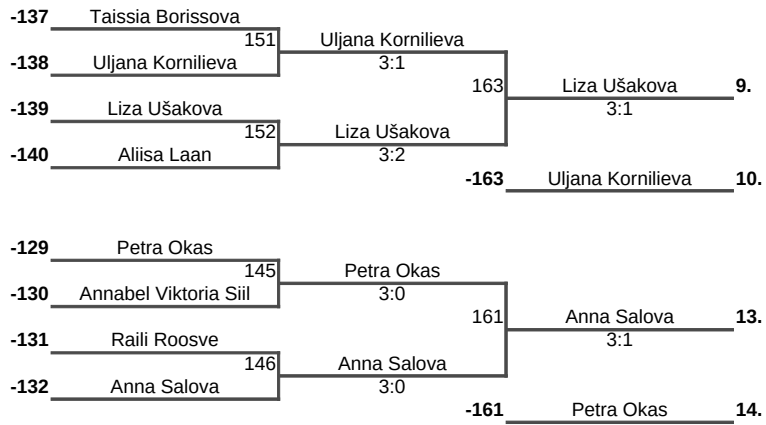 -137 Taissia Borissova
151 Uljana Kornilieva
-138 Uljana Kornilieva 3:1
163 Liza Ušakova 9.
-139 Liza Ušakova 3:1
152 Liza Ušakova
-140 Aliisa Laan 3:2
-163 Uljana Kornilieva 10.
-129 Petra Okas
145 Petra Okas
-130 Annabel Viktoria Siil 3:0
161 Anna Salova 13.
-131 Raili Roosve 3:1
146 Anna Salova
-132 Anna Salova 3:0
-161 Petra Okas 14.